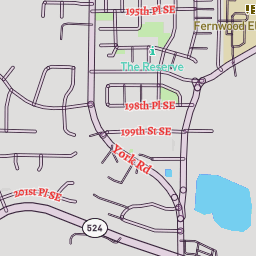 195th Pl SE
Fernwood El
The Reserve
198th Pl SE
199th St SE
York Rd
201st Pl SE
524